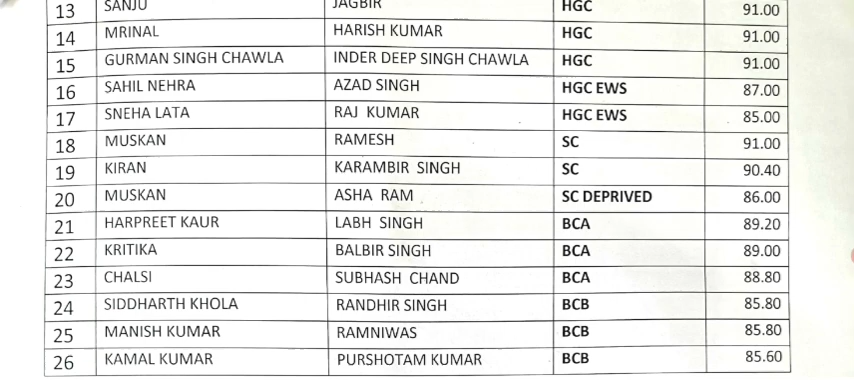 13 SANJU JAGBIR HGC 91.00
14 MRINAL HARISH KUMAR HGC 91.00
15 GURMAN SINGH CHAWLA INDER DEEP SINGH CHAWLA HGC 91.00
16 SAHIL NEHRA AZAD SINGH HGC EWS 87.00
17 SNEHA LATA RAJ KUMAR HGC EWS 85.00
18 MUSKAN RAMESH SC 91.00
19 KIRAN KARAMBIR SINGH SC 90.40
20 MUSKAN ASHA RAM SC DEPRIVED 86.00
21 HARPREET KAUR LABH SINGH BCA 89.20
22 KRITIKA BALBIR SINGH BCA 89.00
23 CHALSI SUBHASH CHAND BCA 88.80
24 SIDDHARTH KHOLA RANDHIR SINGH BCB 85.80
25 MANISH KUMAR RAMNIWAS BCB 85.80
26 KAMAL KUMAR PURSHOTAM KUMAR BCB 85.60